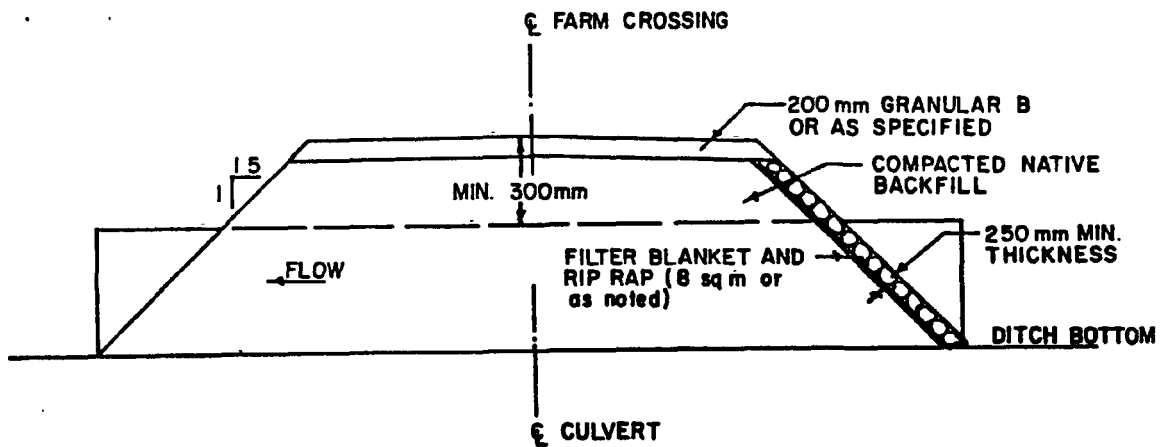 ℄ FARM CROSSING
200 mm GRANULAR B
OR AS SPECIFIED
1 5
1
MIN. 300mm
COMPACTED NATIVE
BACKFILL
FLOW
FILTER BLANKET AND
RIP RAP (8 sq m or
as noted)
250 mm MIN.
THICKNESS
DITCH BOTTOM
℄ CULVERT